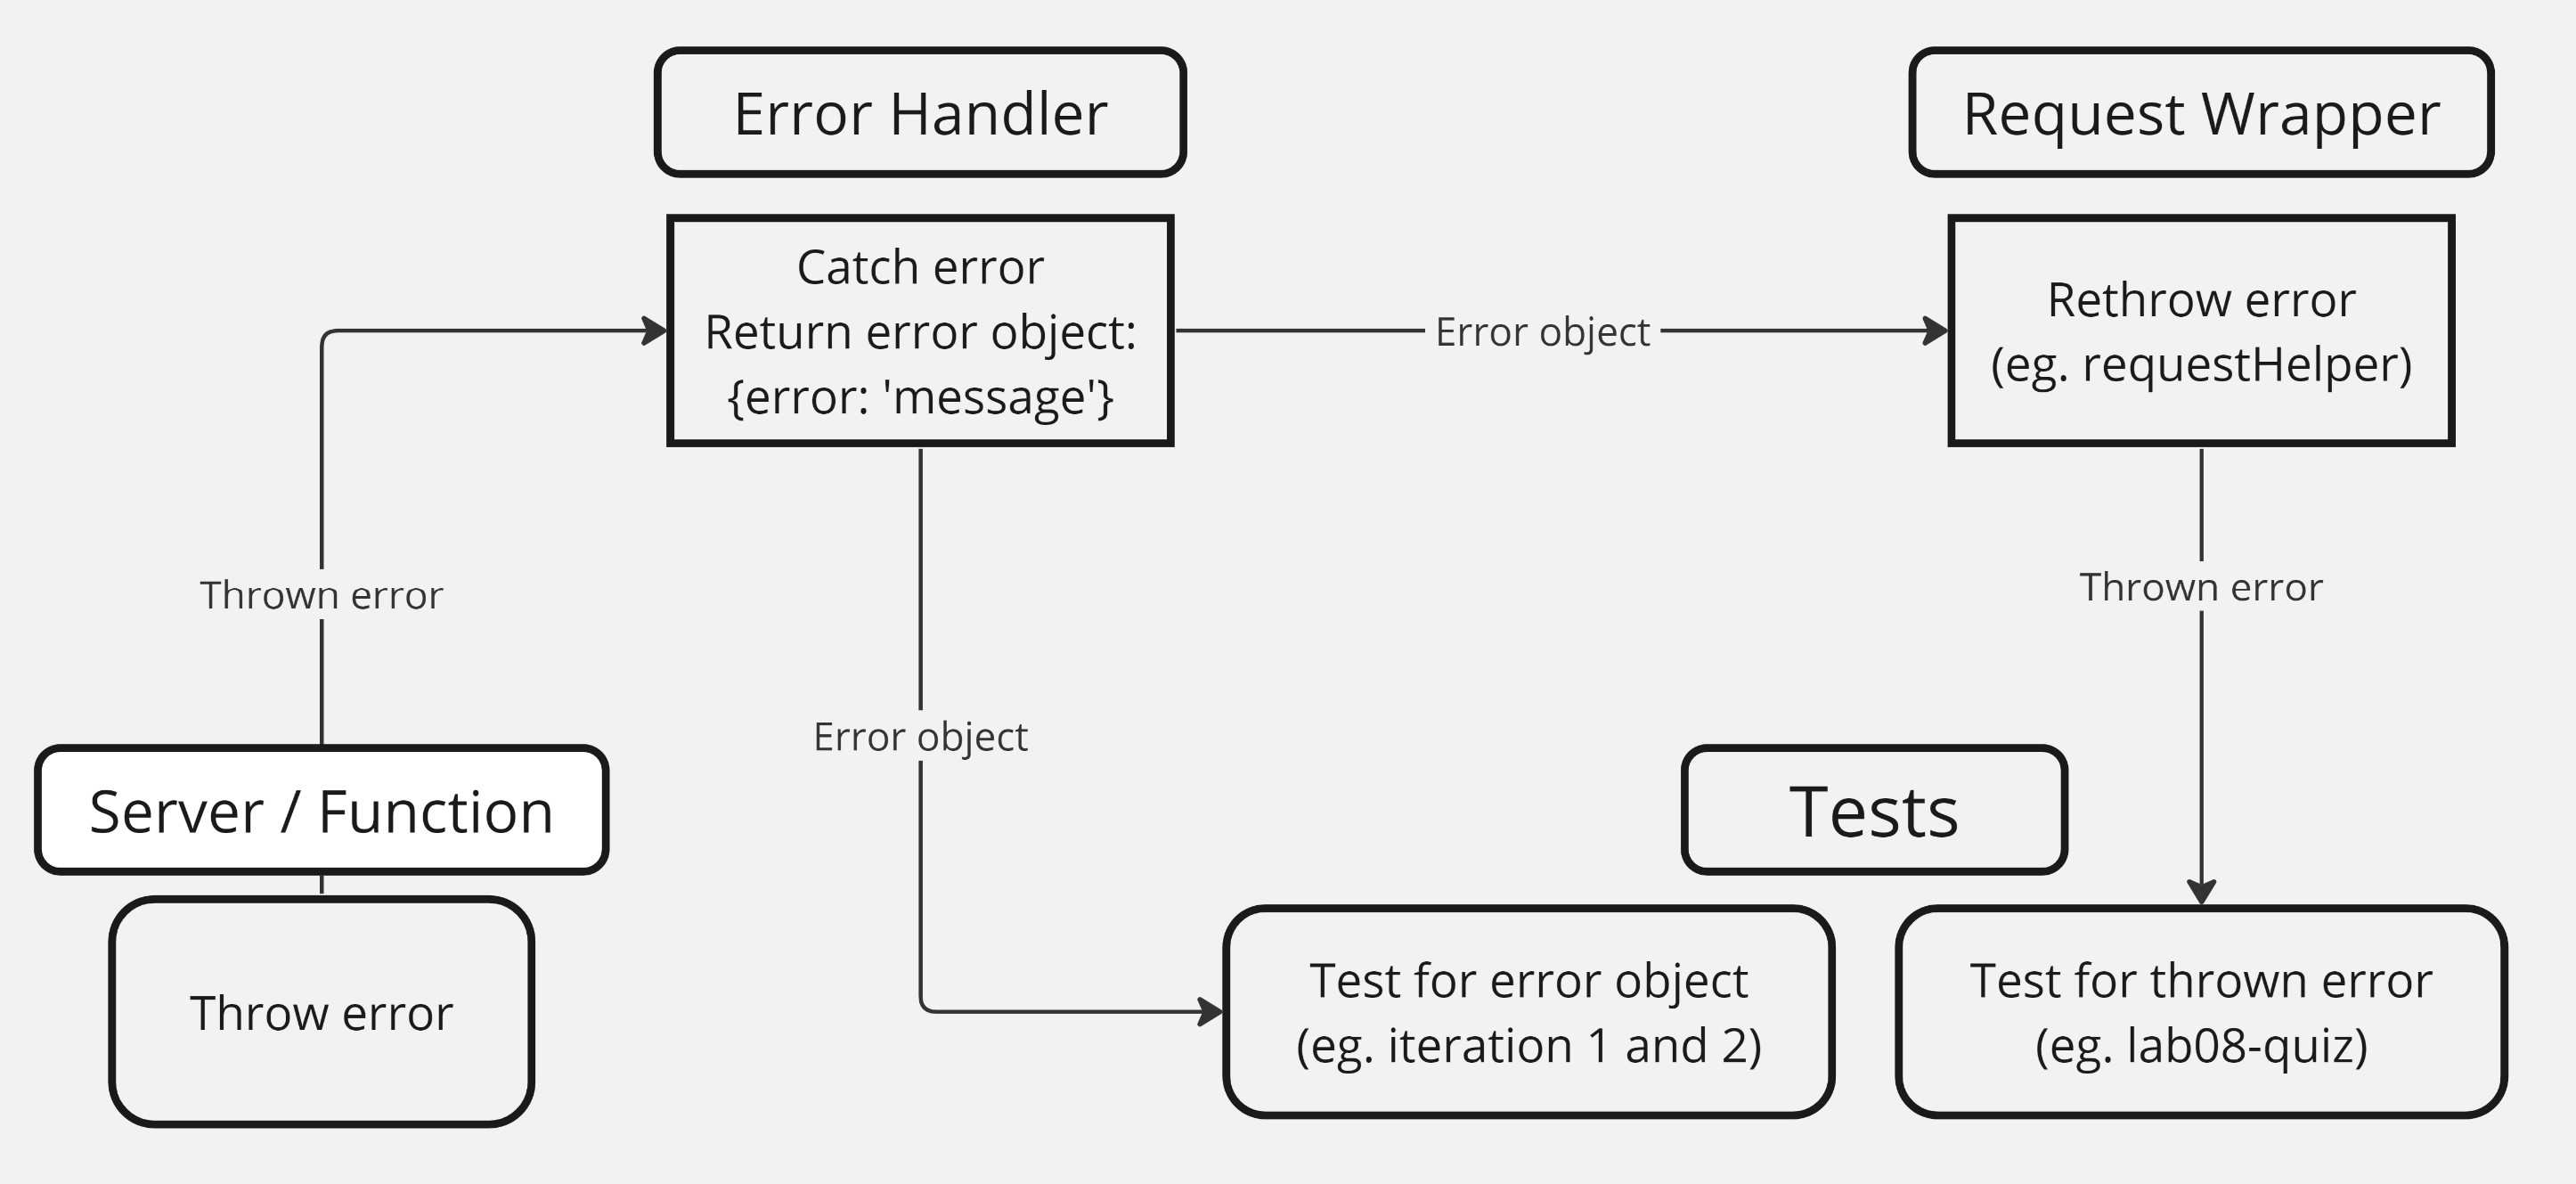 Error Handler
Request Wrapper
Catch error
Return error object:
{error: 'message'}
Error object
Rethrow error
(eg. requestHelper)
Thrown error
Thrown error
Error object
Server / Function
Tests
Throw error
Test for error object
(eg. iteration 1 and 2)
Test for thrown error
(eg. lab08-quiz)